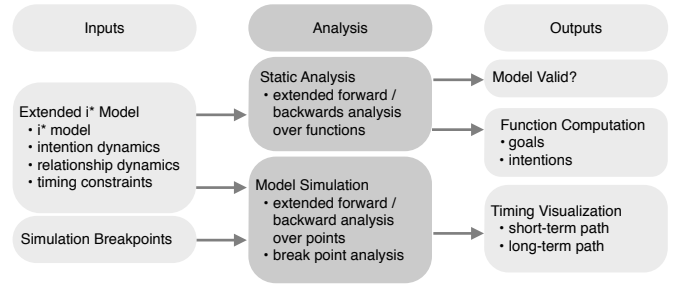 Inputs
Analysis
Outputs
Extended i* Model
• i* model
• intention dynamics
• relationship dynamics
• timing constraints
Simulation Breakpoints
Static Analysis
• extended forward /
backwards analysis
over functions
Model Simulation
• extended forward /
backward analysis
over points
• break point analysis
Model Valid?
Function Computation
• goals
• intentions
Timing Visualization
• short-term path
• long-term path